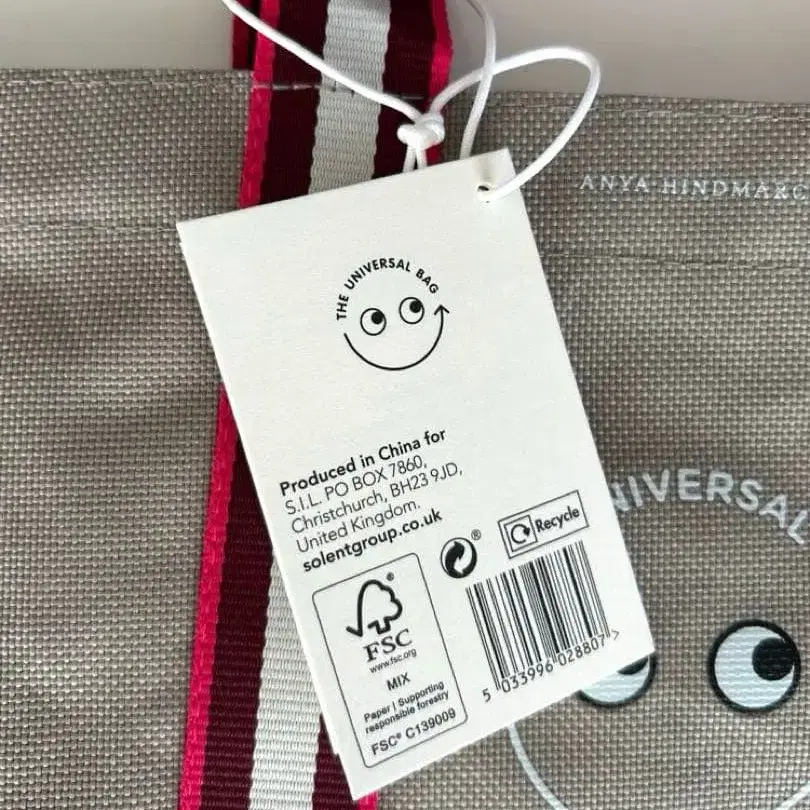 ANYA HINDMARC
THE UNIVERSAL BAG
Produced in China for
S.I.L. PO BOX 7860,
Christchurch, BH23 9JD,
United Kingdom.
solentgroup.co.uk
®
Recycle
®
FSC
www.fsc.org
MIX
Paper | Supporting
responsible forestry
FSC® C139009
5 033996 028807 >
NIVERSAL